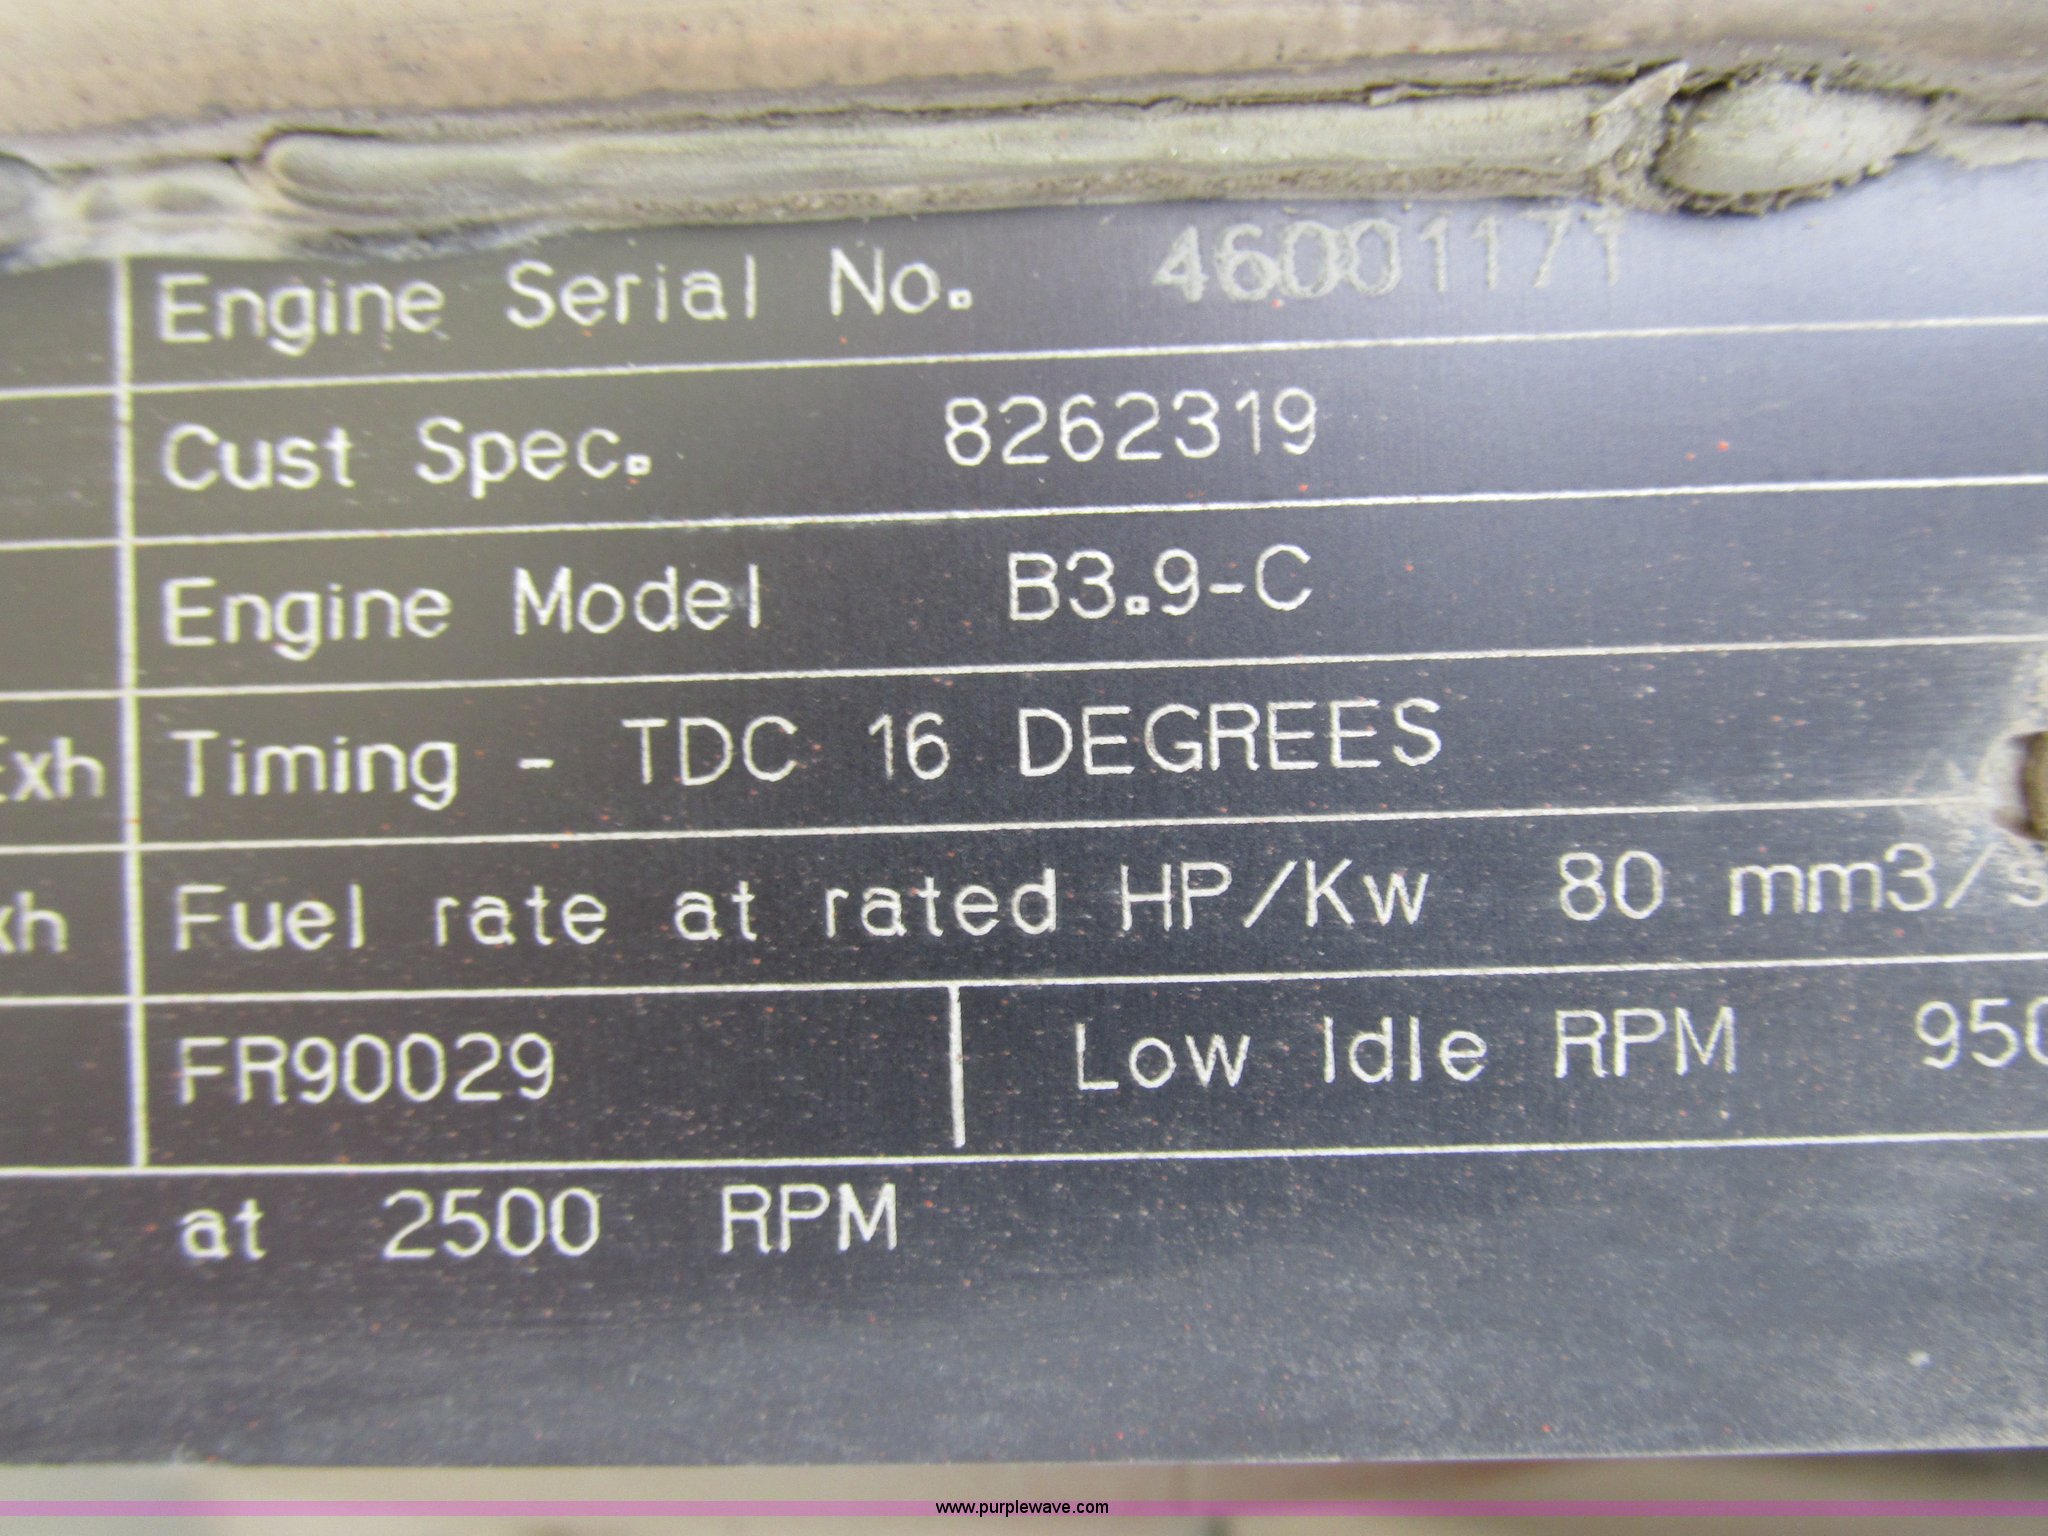 Engine Serial No. 46001171
Cust Spec. 8262319
Engine Model B3.9-C
Exh Timing - TDC 16 DEGREES
xh Fuel rate at rated HP/Kw 80 mm3/s
FR90029 Low Idle RPM 950
at 2500 RPM
www.purplewave.com